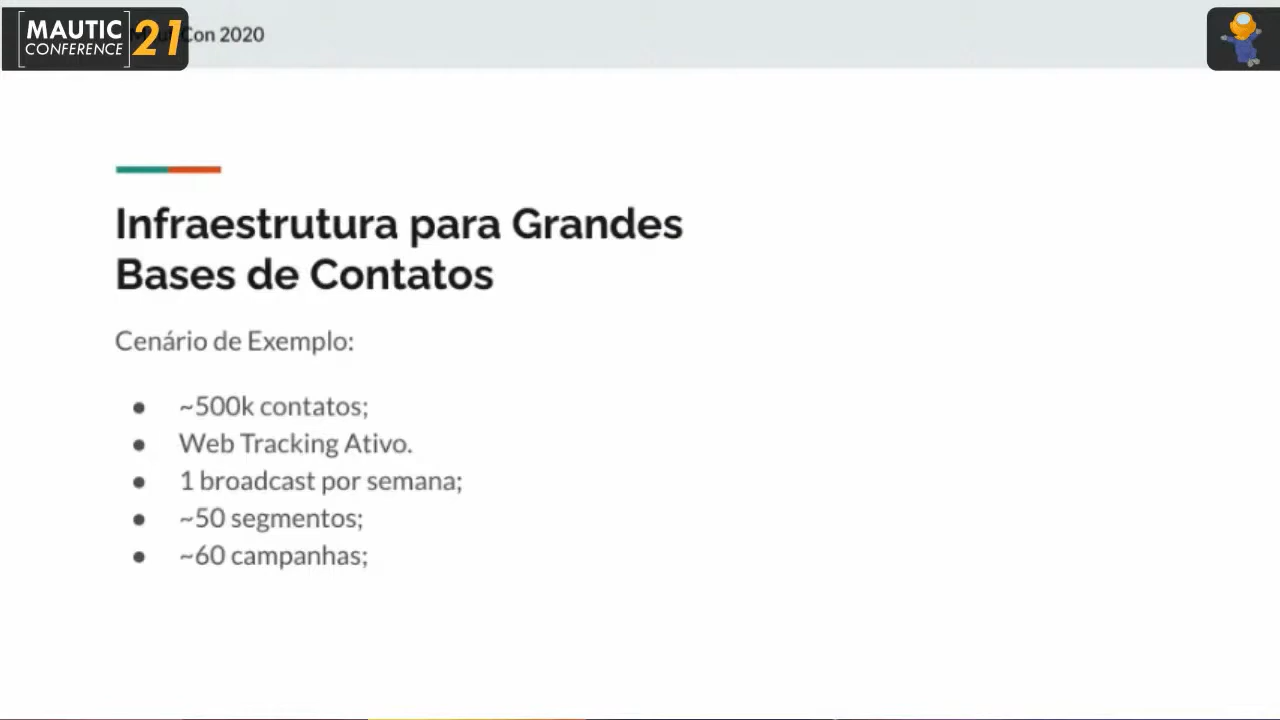 MAUTIC
CONFERENCE
21
Con 2020
Infraestrutura para Grandes
Bases de Contatos
Cenário de Exemplo:
● ~500k contatos;
● Web Tracking Ativo.
● 1 broadcast por semana;
● ~50 segmentos;
● ~60 campanhas;